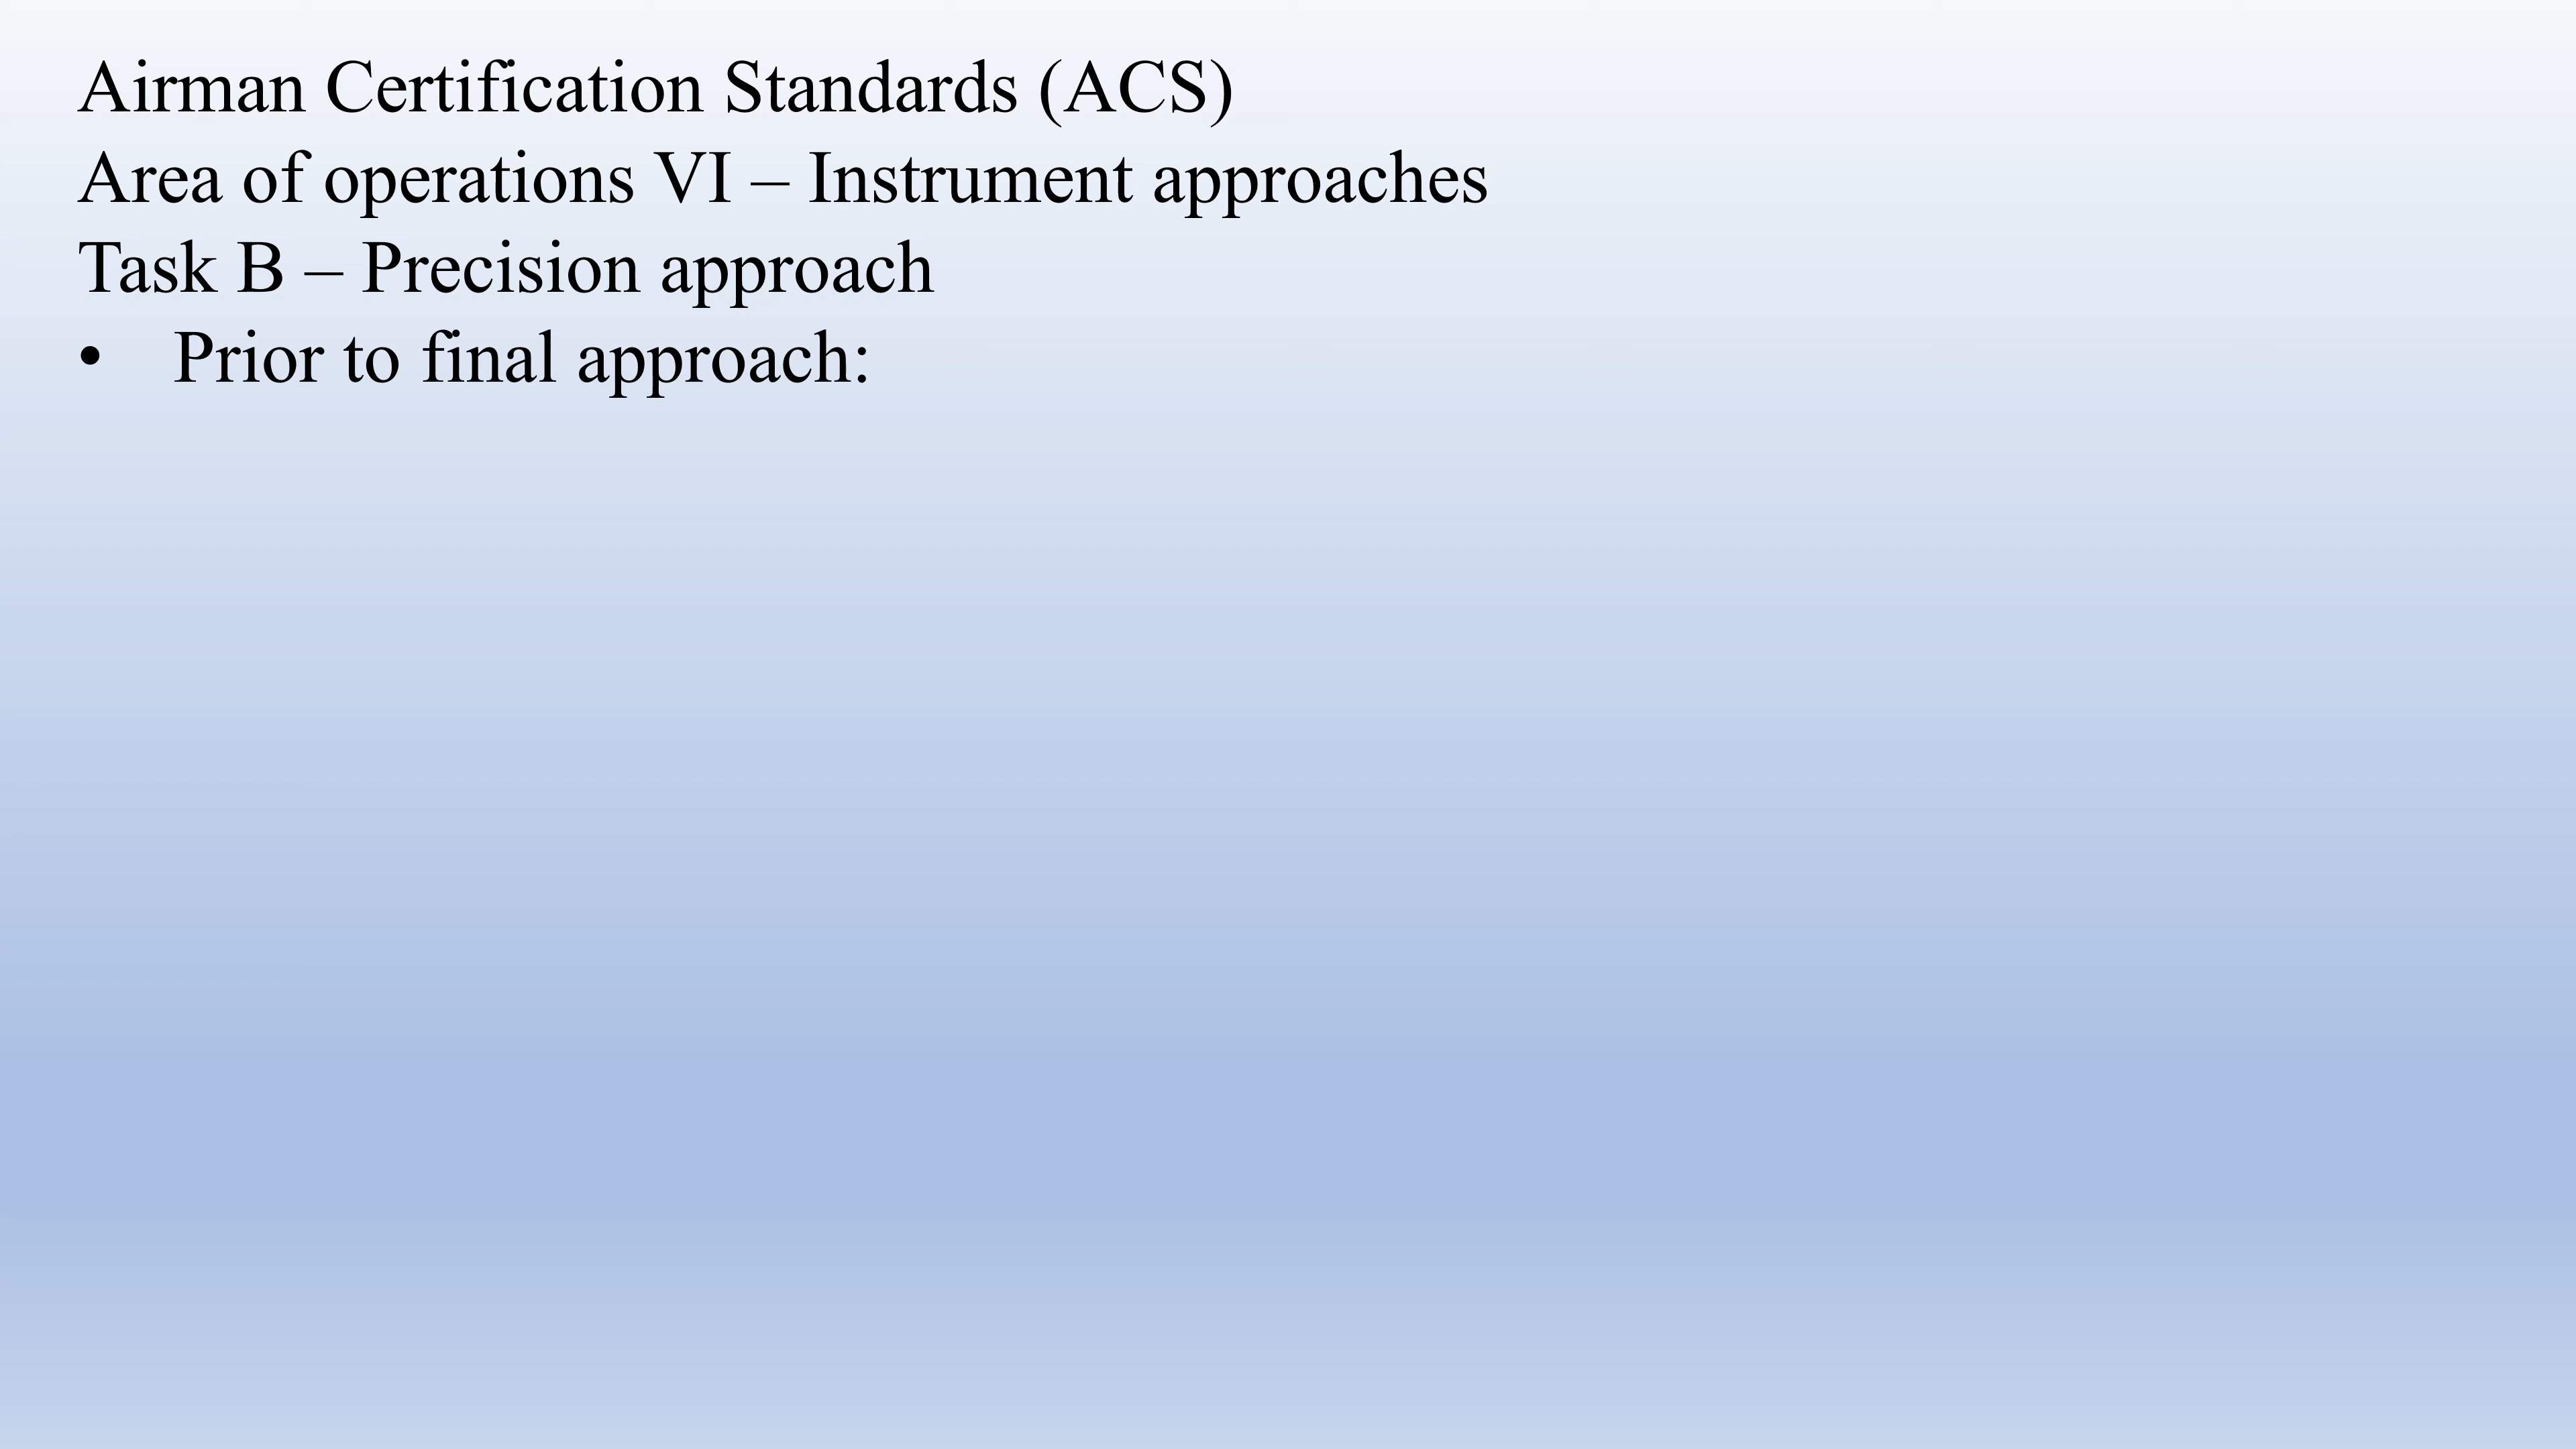 Airman Certification Standards (ACS)
Area of operations VI – Instrument approaches
Task B – Precision approach
• Prior to final approach: